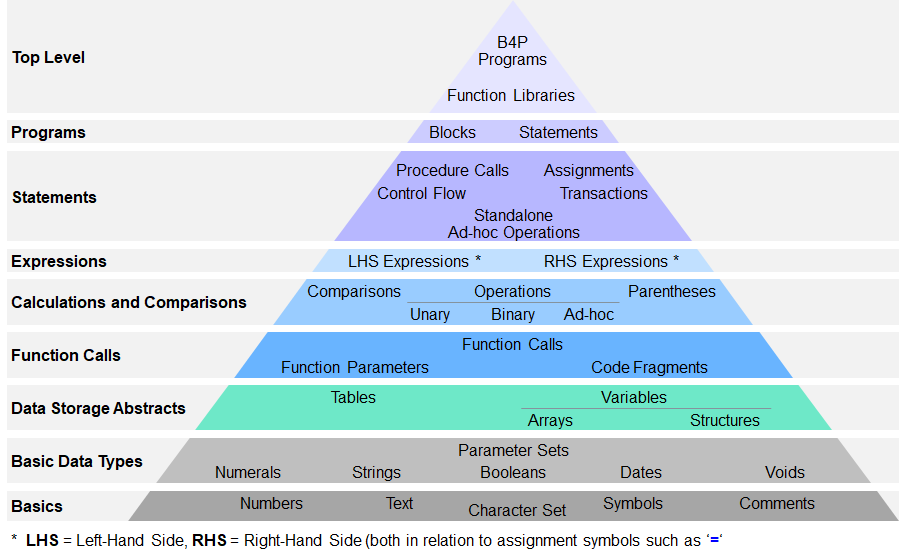 B4P
Programs
Top Level
Function Libraries
Programs Blocks Statements
Procedure Calls Assignments
Control Flow Transactions
Statements
Standalone
Ad-hoc Operations
Expressions LHS Expressions * RHS Expressions *
Comparisons Operations Parentheses
Calculations and Comparisons
Unary Binary Ad-hoc
Function Calls
Function Calls
Function Parameters Code Fragments
Tables Variables
Data Storage Abstracts
Arrays Structures
Parameter Sets
Basic Data Types
Numerals Strings Booleans Dates Voids
Basics Numbers Text Character Set Symbols Comments
* LHS = Left-Hand Side, RHS = Right-Hand Side (both in relation to assignment symbols such as ‘=‘